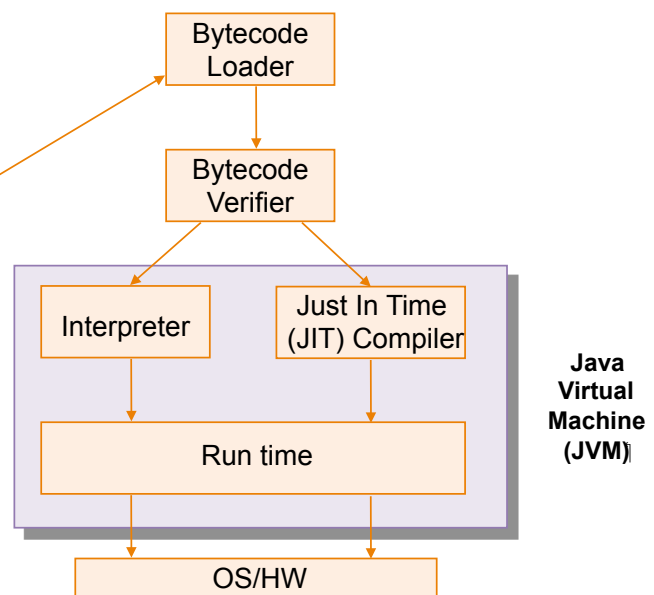 Bytecode
Loader
Bytecode
Verifier
Interpreter
Just In Time
(JIT) Compiler
Java
Virtual
Machine
(JVM)
Run time
OS/HW